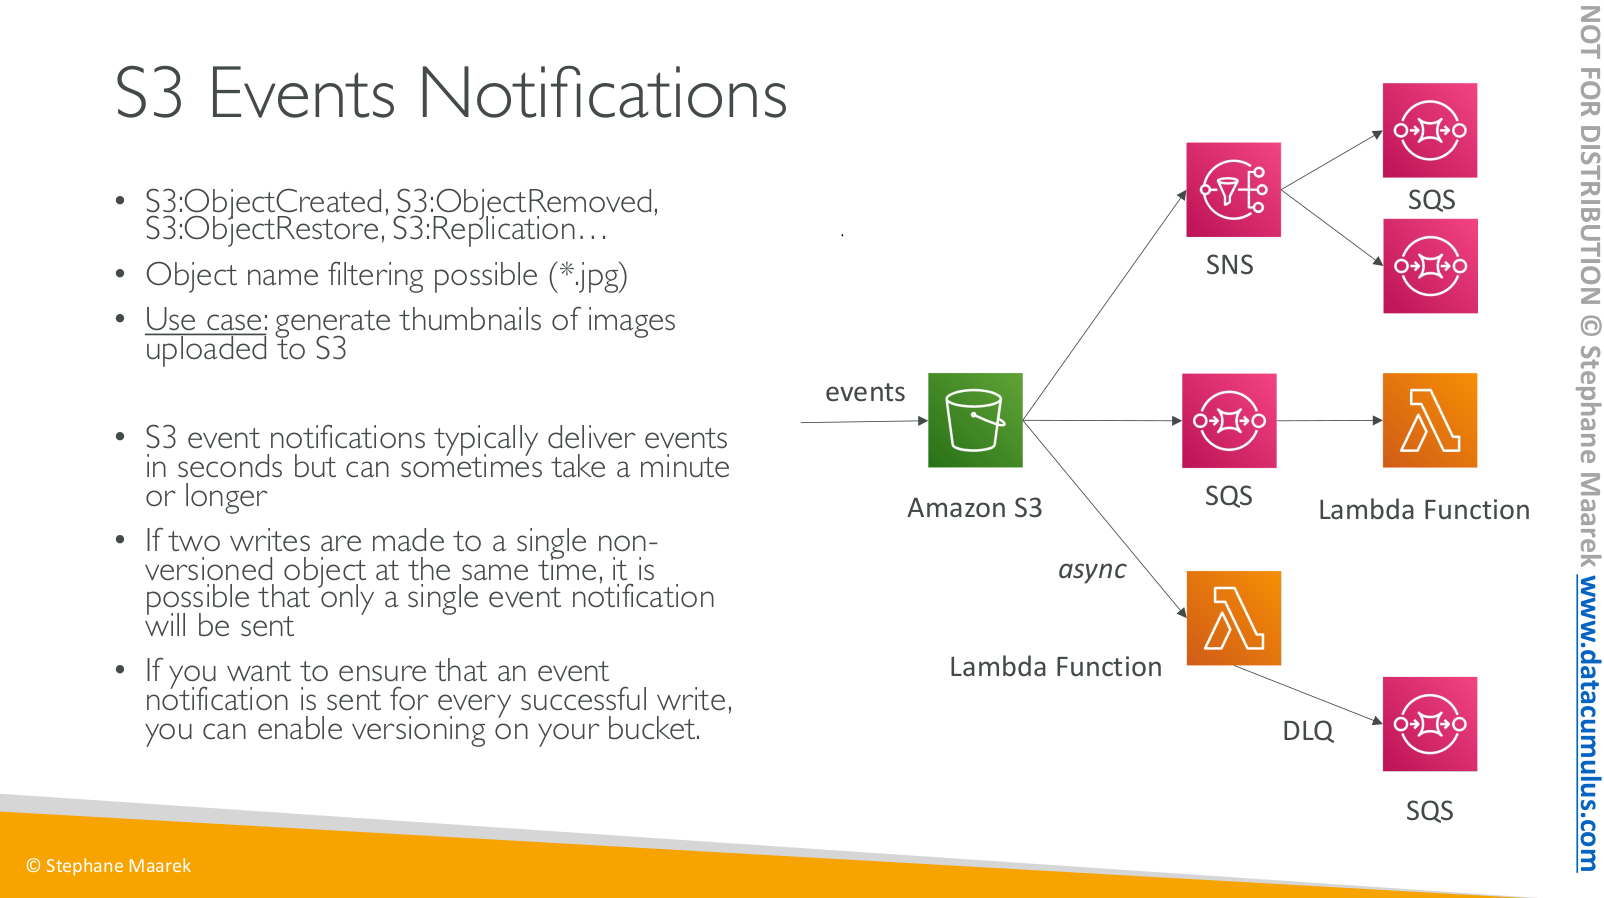 S3 Events Notifications
• S3:ObjectCreated, S3:ObjectRemoved,
S3:ObjectRestore, S3:Replication…
• Object name filtering possible (*.jpg)
• Use case: generate thumbnails of images
uploaded to S3
• S3 event notifications typically deliver events
in seconds but can sometimes take a minute
or longer
• If two writes are made to a single non-
versioned object at the same time, it is
possible that only a single event notification
will be sent
• If you want to ensure that an event
notification is sent for every successful write,
you can enable versioning on your bucket.
.
events
Amazon S3
SNS
SQS
SQS
Lambda Function
async
Lambda Function
DLQ
SQS
© Stephane Maarek
NOT FOR DISTRIBUTION © Stephane Maarek www.datacumulus.com